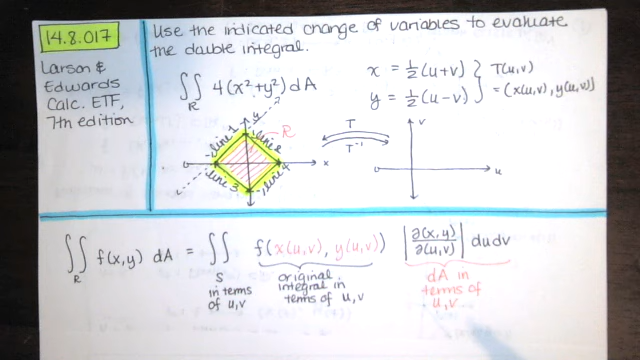 14.8.017
Larson &
Edwards
Calc. ETF,
7th edition
Use the indicated change of variables to evaluate
the double integral.
∬
R
4(x²+y²) dA
x = ½(u+v)
y = ½(u-v)
} T(u,v)
= (x(u,v), y(u,v))
line 1
line 2
line 3
line 4
R
y
x
T
T⁻¹
v
u
∬_R f(x,y) dA = ∬_S f(x(u,v), y(u,v)) |∂(x,y)/∂(u,v)| du dv
in terms
of u,v
original
integral in
terms of u,v
dA in
terms of
u,v